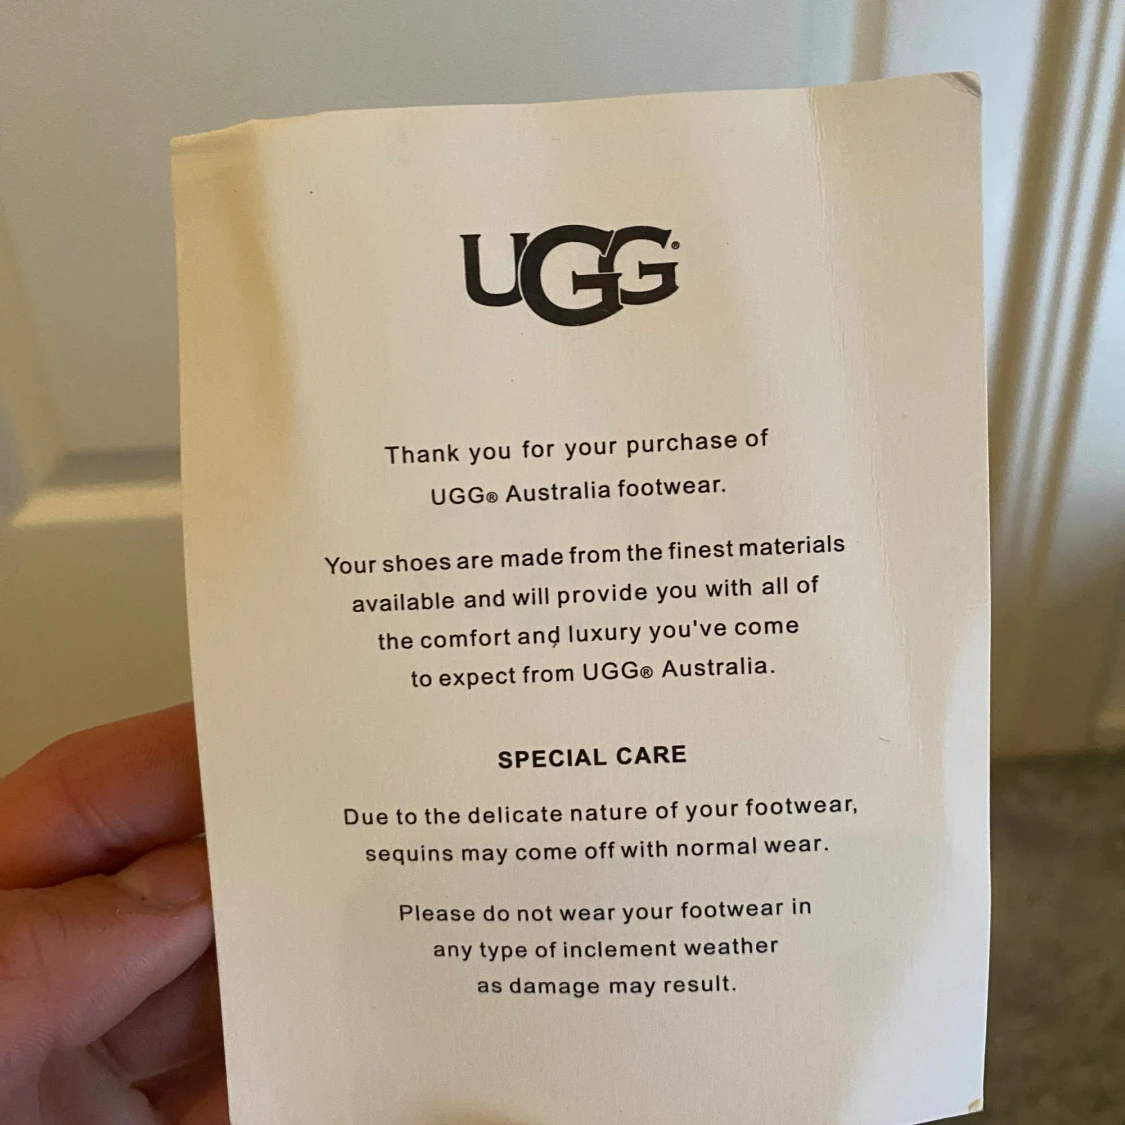 UGG®
Thank you for your purchase of
UGG® Australia footwear.
Your shoes are made from the finest materials
available and will provide you with all of
the comfort and luxury you've come
to expect from UGG® Australia.
SPECIAL CARE
Due to the delicate nature of your footwear,
sequins may come off with normal wear.
Please do not wear your footwear in
any type of inclement weather
as damage may result.